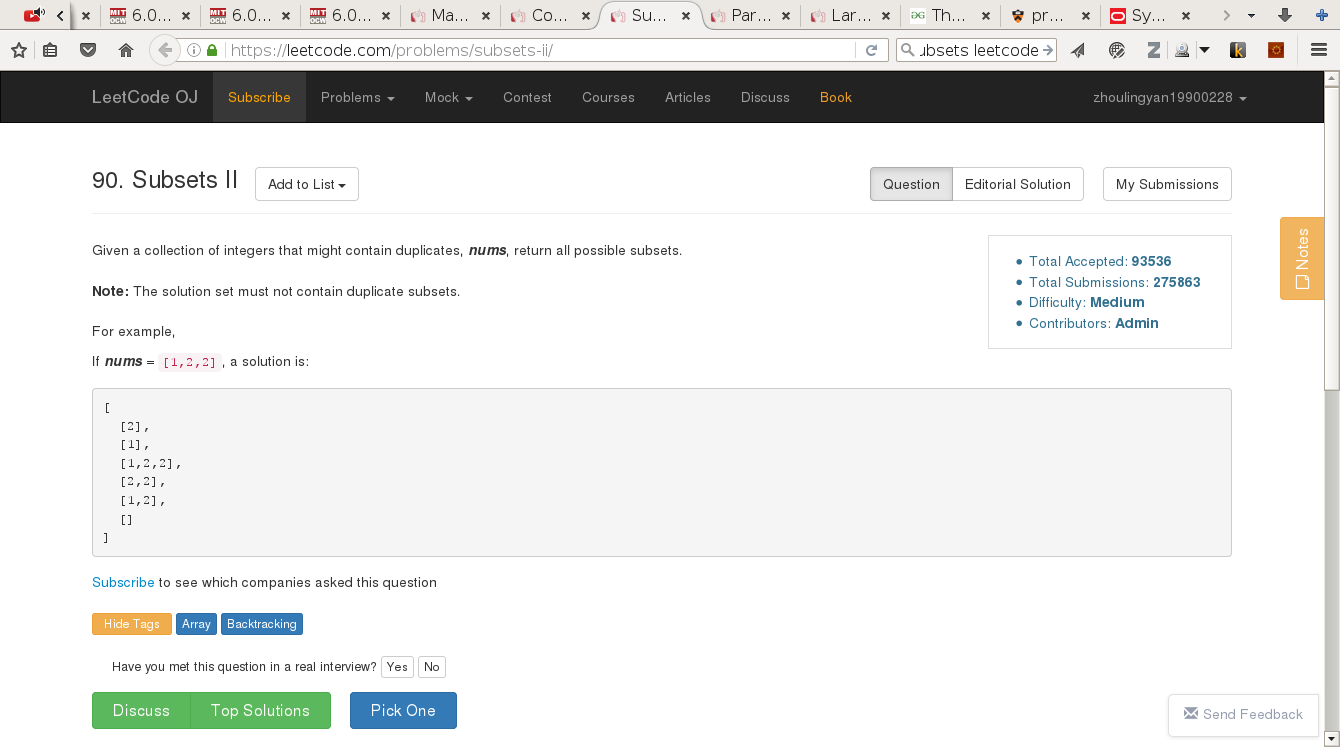 MIT OCW 6.0... MIT OCW 6.0... MIT OCW 6.0... Ma... Co... Su... Par... Lar... Th... pr... Sy...
https://leetcode.com/problems/subsets-ii/ ubsets leetcode
LeetCode OJ Subscribe Problems Mock Contest Courses Articles Discuss Book zhoulingyan19900228
90. Subsets II Add to List Question Editorial Solution My Submissions
Notes
Given a collection of integers that might contain duplicates, nums, return all possible subsets.
Note: The solution set must not contain duplicate subsets.
For example,
If nums = [1,2,2], a solution is:
Total Accepted: 93536
Total Submissions: 275863
Difficulty: Medium
Contributors: Admin
[
[2],
[1],
[1,2,2],
[2,2],
[1,2],
[]
]
Subscribe to see which companies asked this question
Hide Tags Array Backtracking
Have you met this question in a real interview? Yes No
Discuss Top Solutions Pick One
Send Feedback